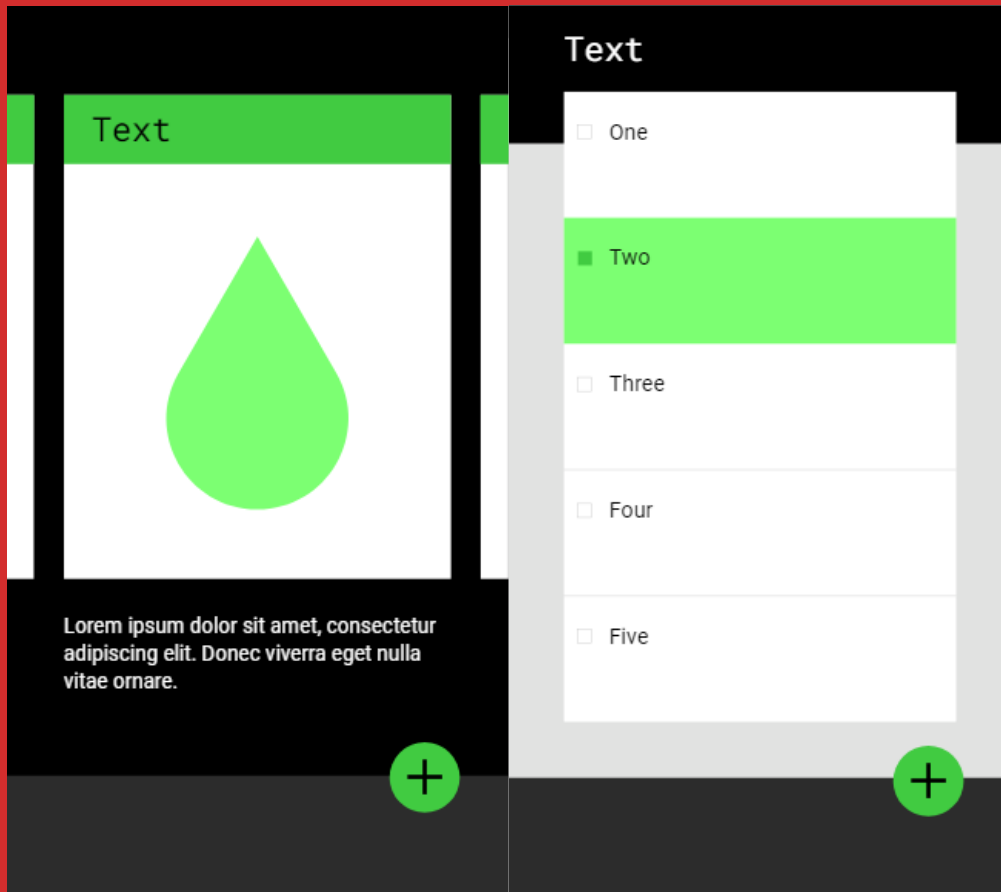 Text
Lorem ipsum dolor sit amet, consectetur
adipiscing elit. Donec viverra eget nulla
vitae ornare.
Text
One
Two
Three
Four
Five